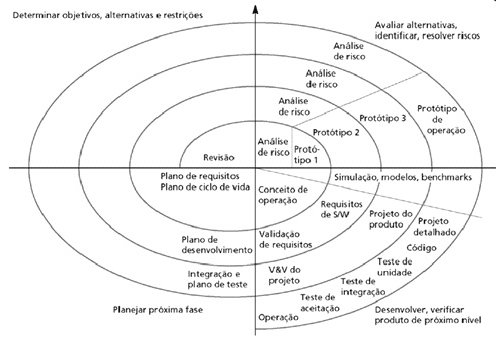 Determinar objetivos, alternativas e restrições
Avaliar alternativas,
identificar, resolver riscos
Análise
de risco
Análise
de risco
Análise
de risco
Análise
de risco
Protó-
tipo 1
Protótipo 2
Protótipo 3
Protótipo
de
operação
Revisão
Plano de requisitos
Plano de ciclo de vida
Conceito de
operação
Simulação, modelos, benchmarks
Requisitos
de S/W
Projeto do
produto
Projeto
detalhado
Código
Plano de
desenvolvimento
Validação
de requisitos
Teste de
unidade
Integração e
plano de teste
V&V do
projeto
Teste de
integração
Teste de
aceitação
Operação
Planejar próxima fase
Desenvolver, verificar
produto de próximo nível